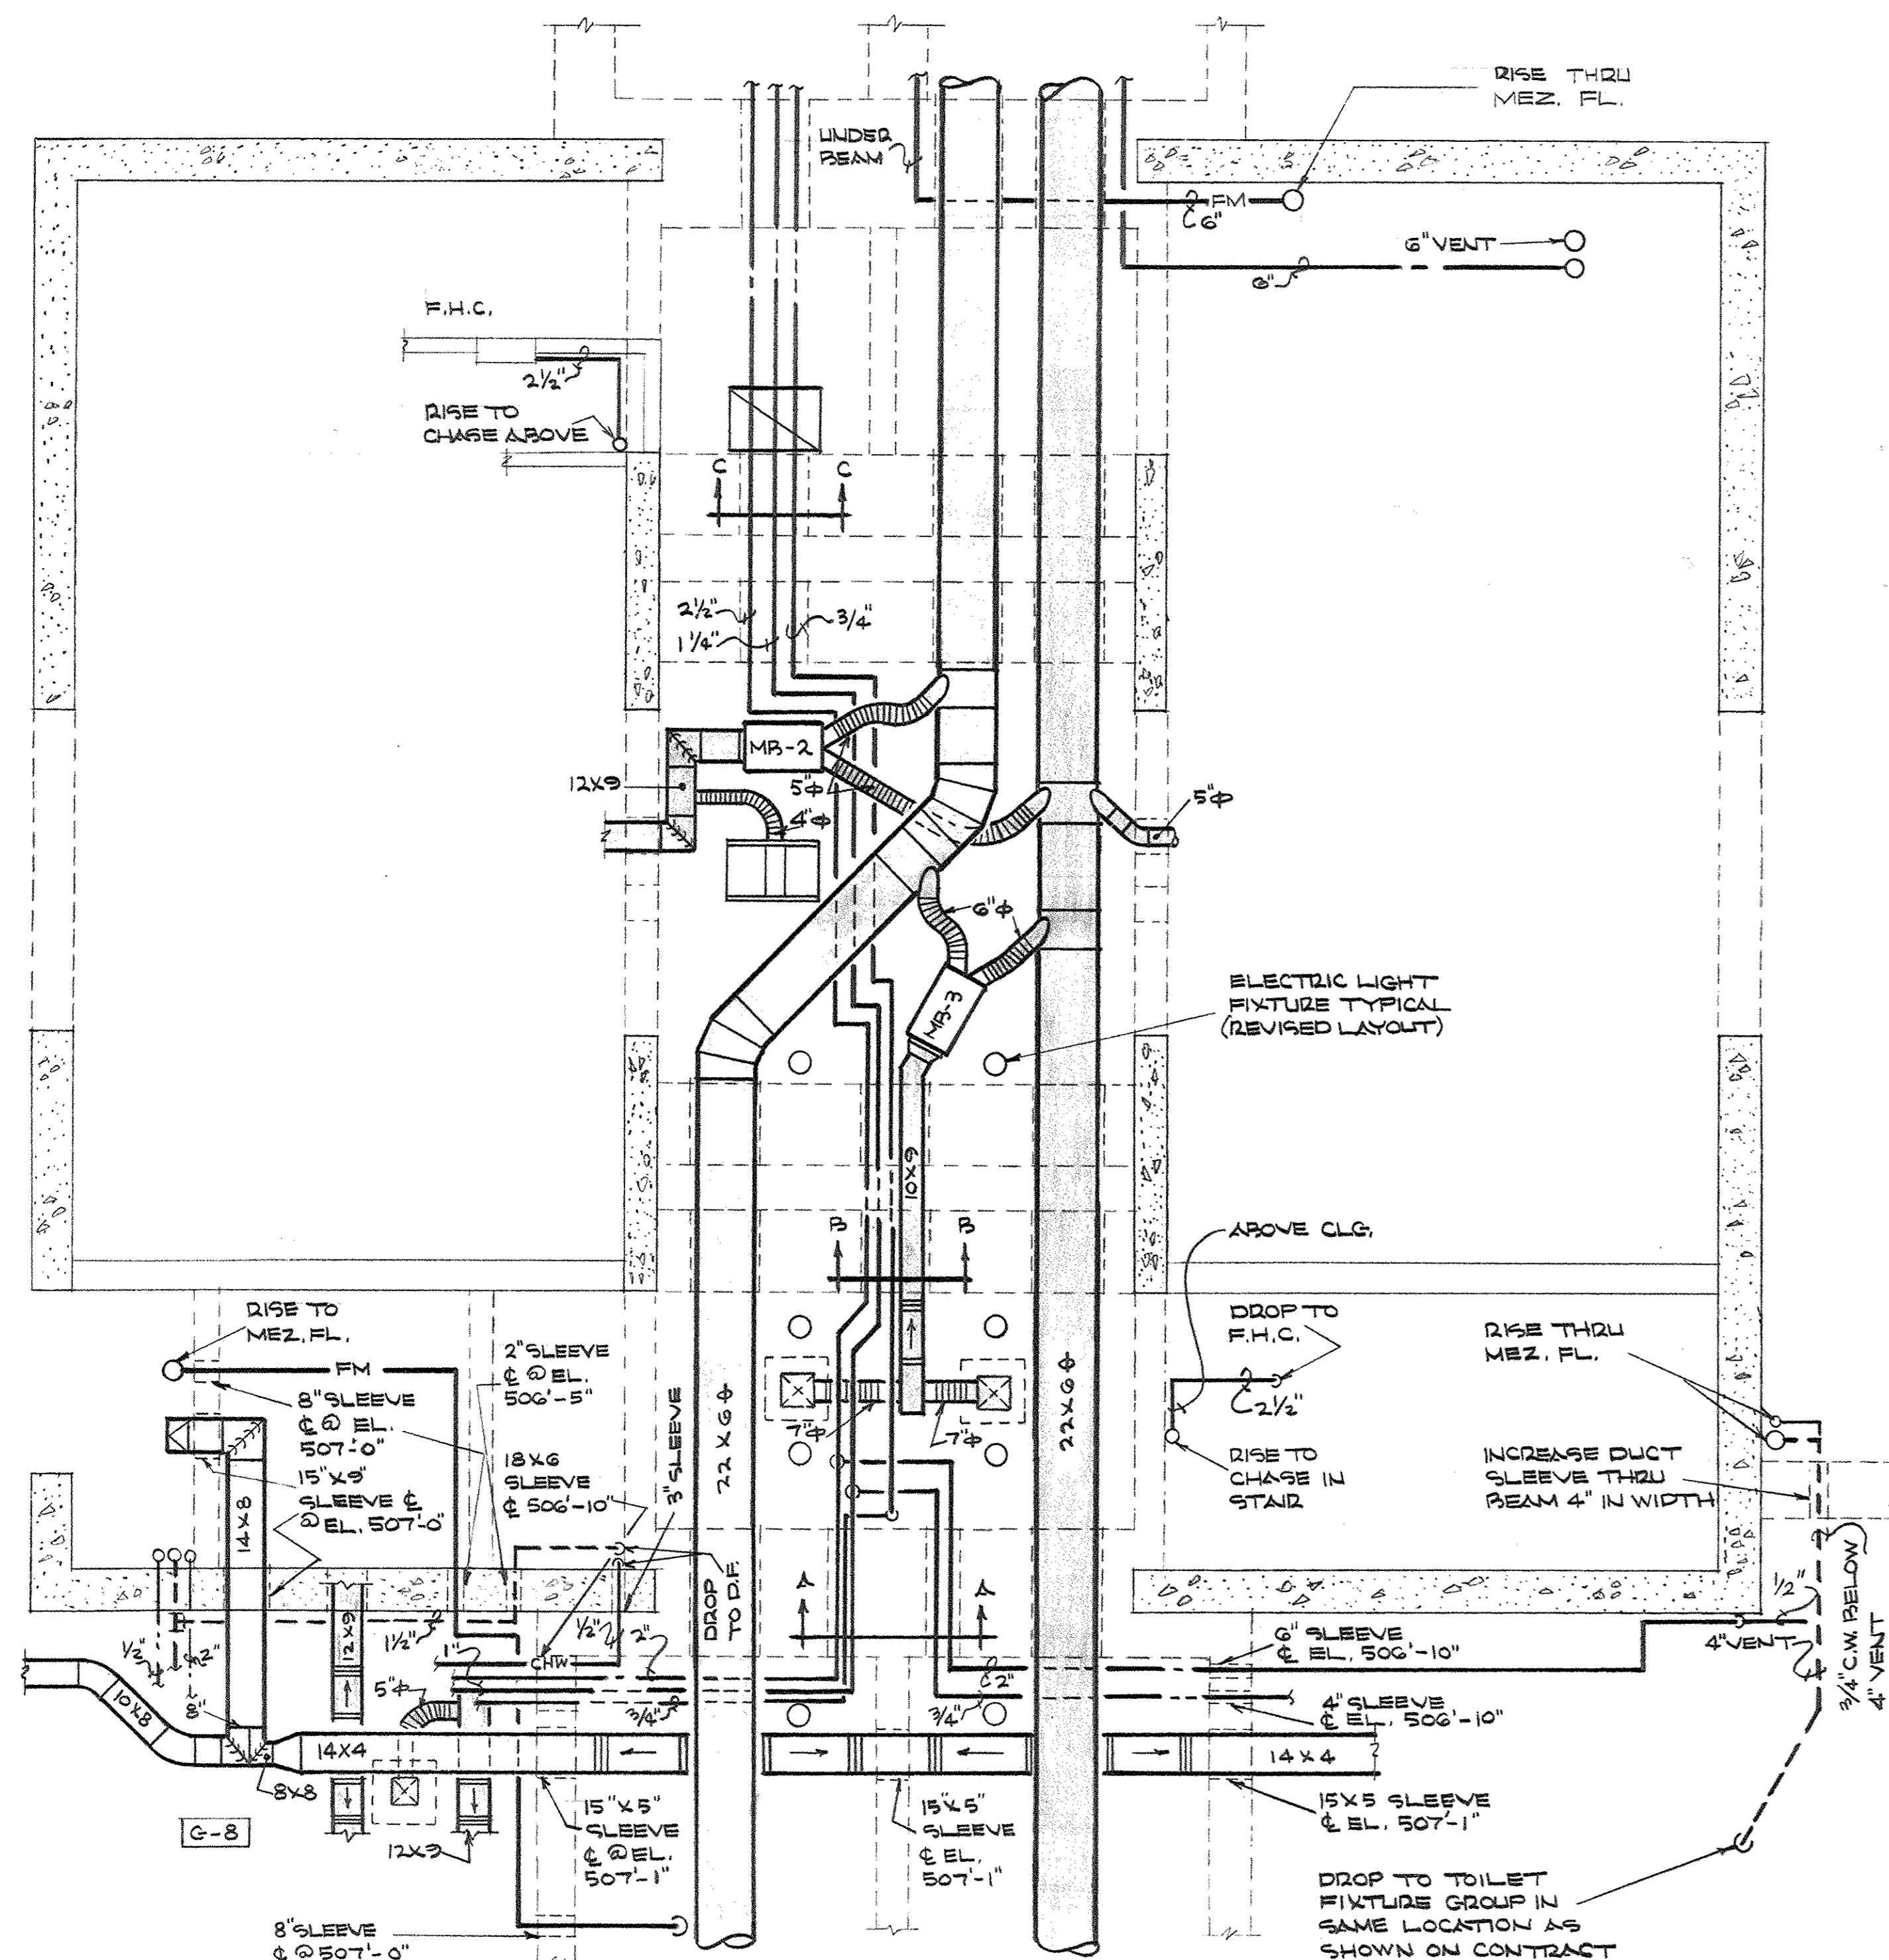 RISE THRU
MEZ. FL.
UNDER
BEAM
FM
6"
6" VENT
6"
F.H.C.
2½"
RISE TO
CHASE ABOVE
C
C
2½"
3/4"
1¼"
MB-2
12X9
5"φ
4"φ
5"φ
6"φ
MB-3
ELECTRIC LIGHT
FIXTURE TYPICAL
(REVISED LAYOUT)
10X9
B
B
ABOVE CLG.
RISE TO
MEZ. FL.
FM
2" SLEEVE
℄ @ EL.
506'-5"
8" SLEEVE
℄ @ EL.
507'-0"
18X6
SLEEVE
℄ 506'-10"
15"X9"
SLEEVE ℄
@ EL. 507'-0"
14X8
3" SLEEVE
22X6φ
22X6φ
7"φ
7"φ
DROP TO
F.H.C.
2½"
RISE TO
CHASE IN
STAIR
RISE THRU
MEZ. FL.
INCREASE DUCT
SLEEVE THRU
BEAM 4" IN WIDTH
DROP
TO D.F.
A
A
12X9
½"
2"
8"
1½"
1"
½"
2"
CHW
5"φ
3/4"
2"
3/4"
6" SLEEVE
℄ EL. 506'-10"
4" SLEEVE
℄ EL. 506'-10"
½"
4" VENT
3/4" C.W. BELOW
4" VENT
10X8
8X8
14X4
14X4
G-8
12X9
15"X5"
SLEEVE
℄ @ EL.
507'-1"
15"X5"
SLEEVE
℄ EL.
507'-1"
15X5 SLEEVE
℄ EL. 507'-1"
8" SLEEVE
℄ @ 507'-0"
DROP TO TOILET
FIXTURE GROUP IN
SAME LOCATION AS
SHOWN ON CONTRACT